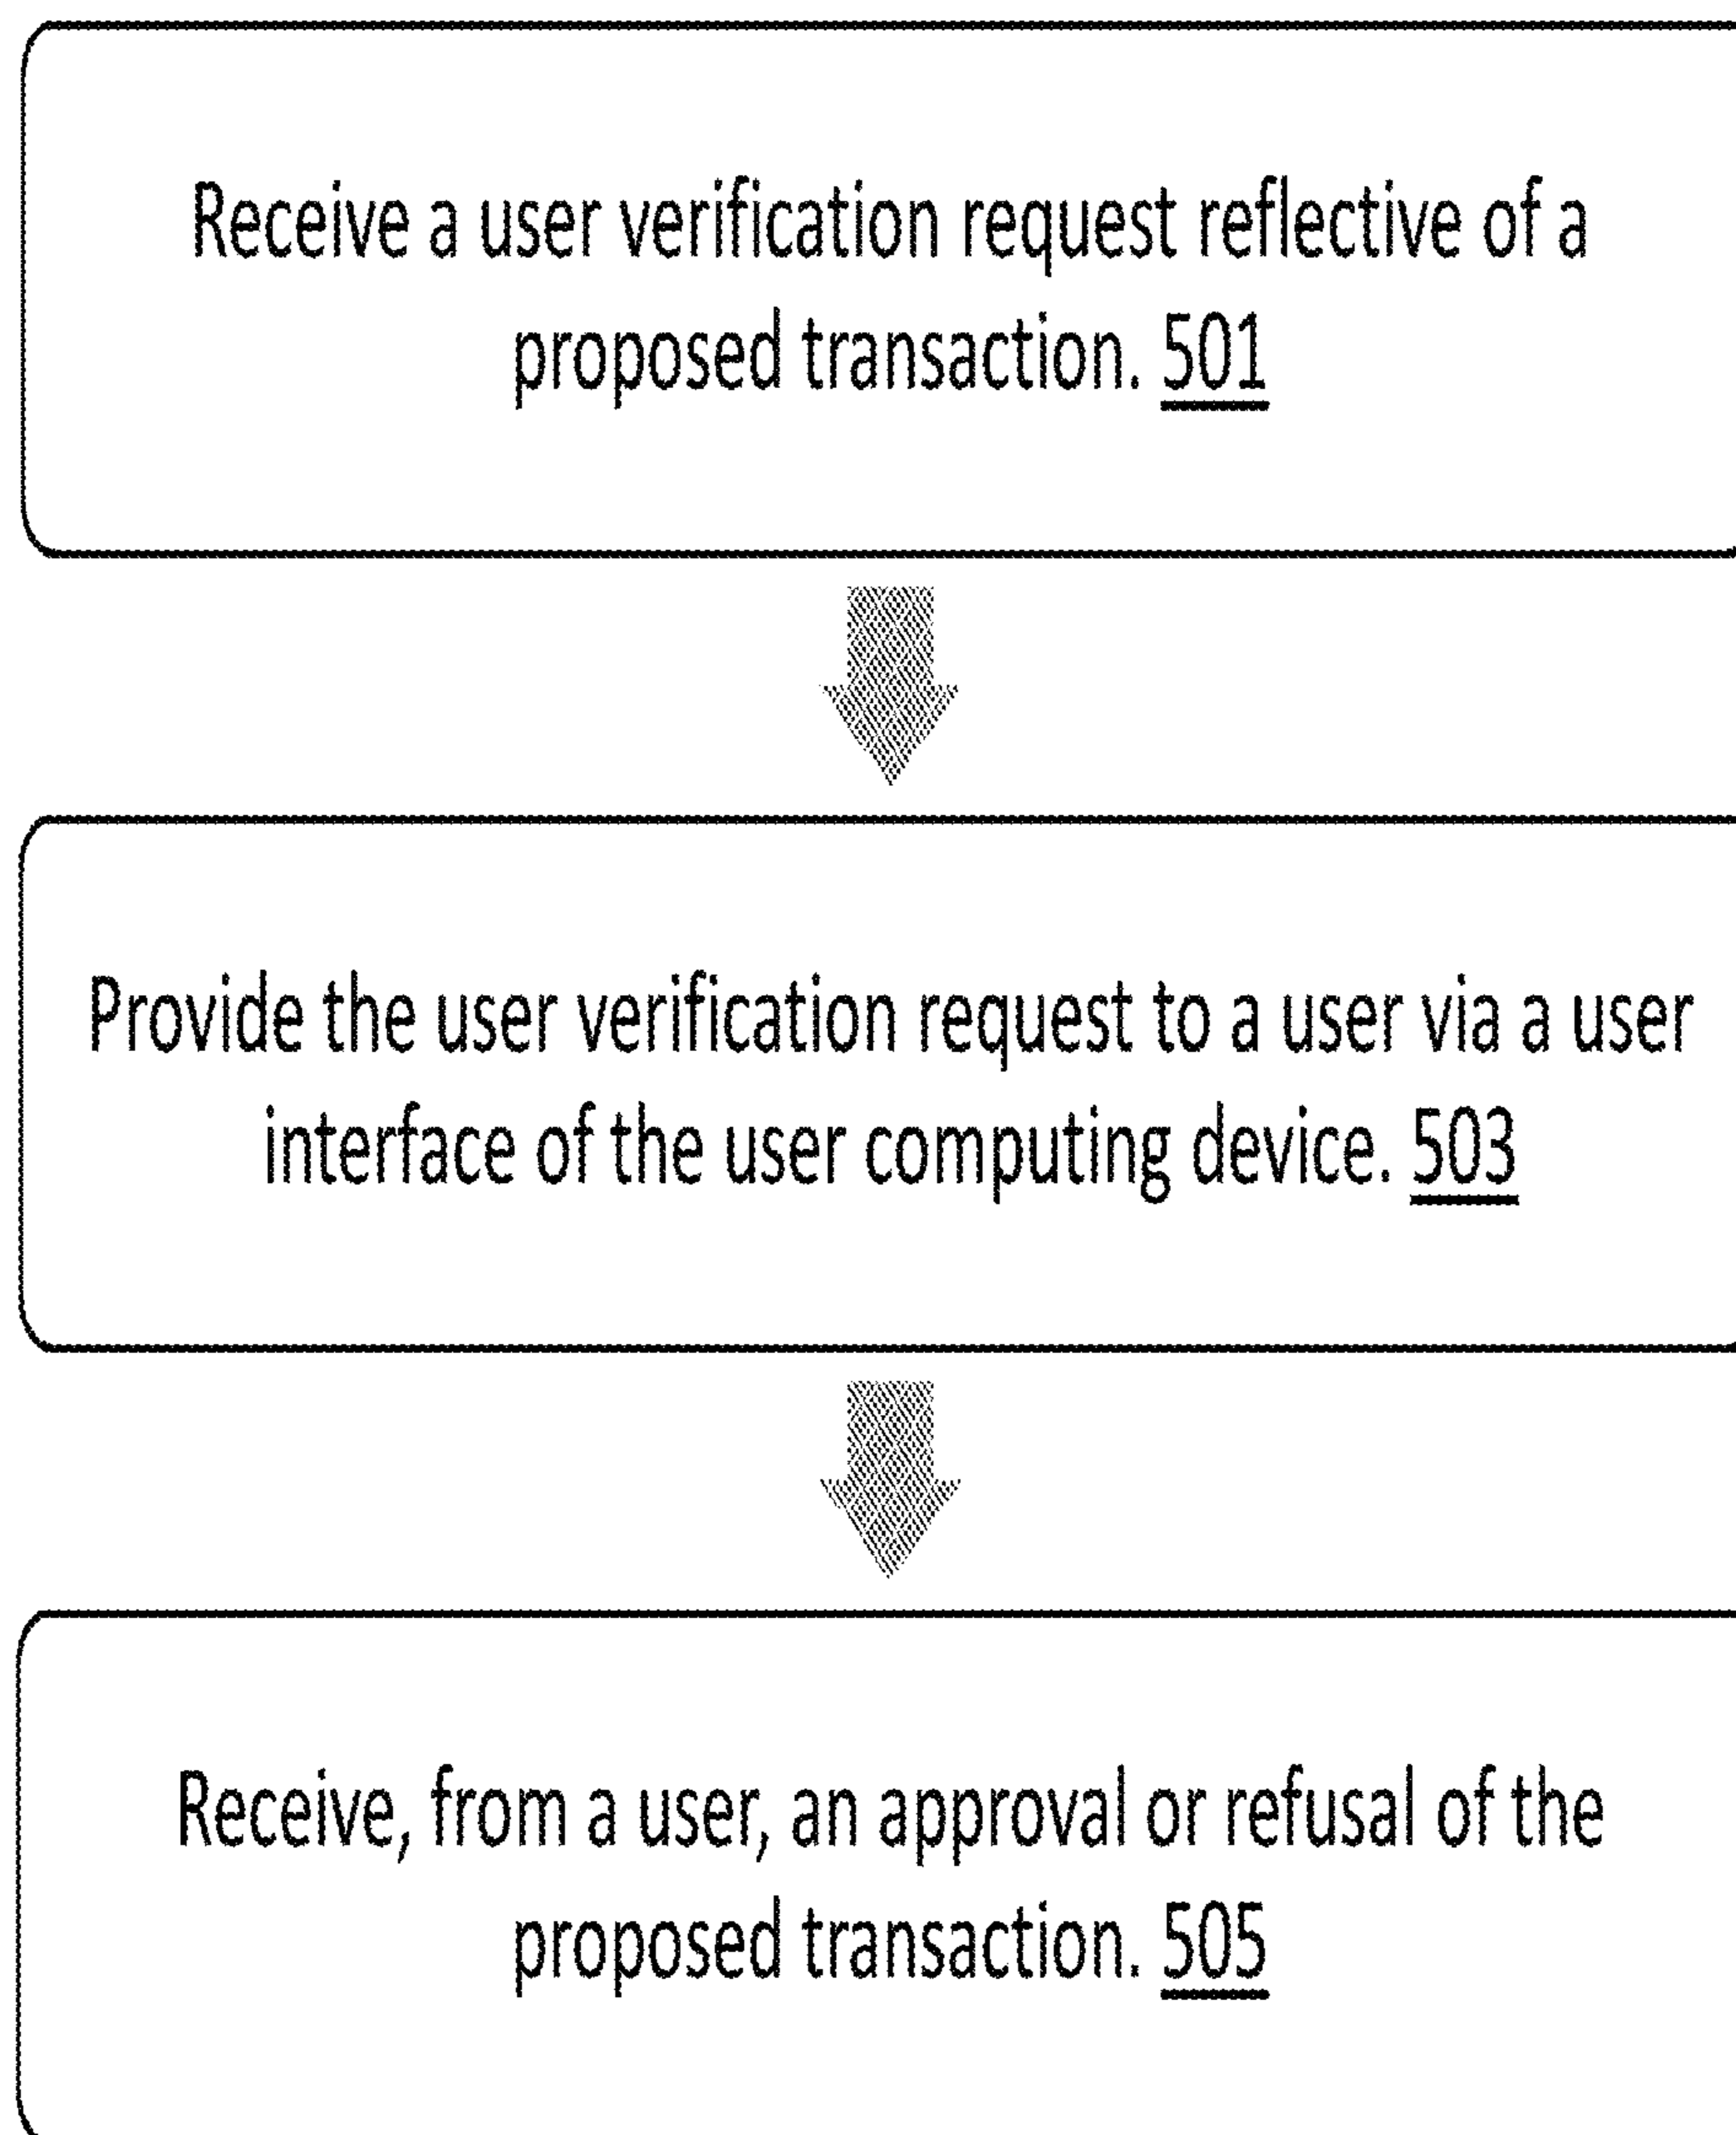 Receive a user verification request reflective of a
proposed transaction. 501
Provide the user verification request to a user via a user
interface of the user computing device. 503
Receive, from a user, an approval or refusal of the
proposed transaction. 505